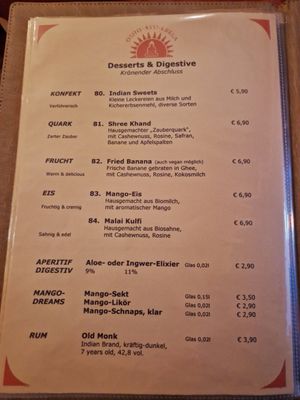 Desserts & Digestive
Krönender Abschluss
KONFEKT 80. Indian Sweets € 5,90
Verführerisch Kleine Leckereien aus Milch und
Kichererbsenmehl, diverse Sorten
QUARK 81. Shree Khand € 6,90
Zarter Zauber Hausgemachter „Zauberquark",
mit Cashewnuss, Rosine, Safran,
Banane und Apfelspalten
FRUCHT 82. Fried Banana (auch vegan möglich) € 6,90
Warm & delicious Frische Banane gebraten in Ghee,
mit Cashewnuss, Rosine, Kokosmilch
EIS 83. Mango-Eis € 6,90
Fruchtig & cremig Hausgemacht aus Biomilch,
mit aromatischer Mango
84. Malai Kulfi € 6,90
Sahnig & edel Hausgemacht aus Biosahne,
mit Cashewnuss, Rosine
APERITIF Aloe- oder Ingwer-Elixier Glas 0,02l € 2,90
DIGESTIV 9% 11%
MANGO- Mango-Sekt Glas 0,15l € 3,50
DREAMS Mango-Likör Glas 0,02l € 2,90
Mango-Schnaps, klar Glas 0,02l € 2,90
RUM Old Monk Glas 0,02l € 3,90
Indian Brand, kräftig-dunkel,
7 years old, 42,8 vol.